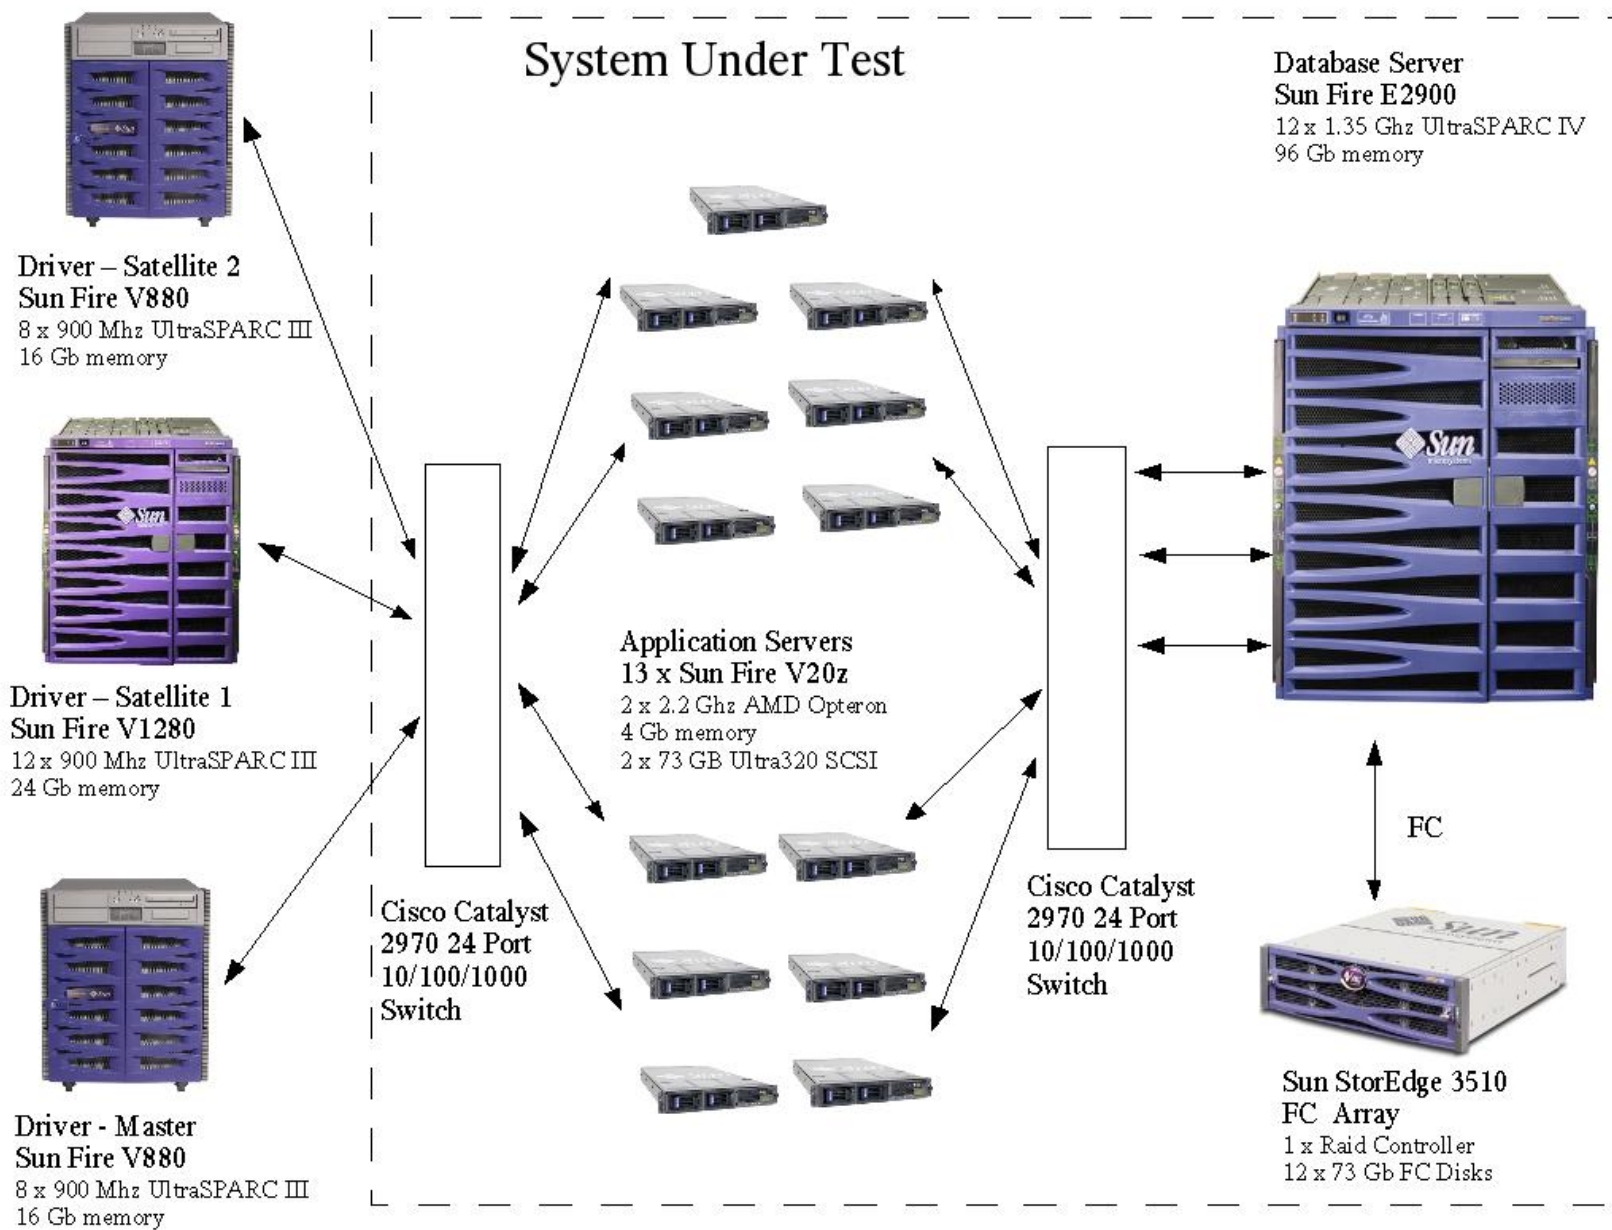 System Under Test
Database Server
Sun Fire E2900
12 x 1.35 Ghz UltraSPARC IV
96 Gb memory
Driver – Satellite 2
Sun Fire V880
8 x 900 Mhz UltraSPARC III
16 Gb memory
Sun
Sun
Driver – Satellite 1
Sun Fire V1280
12 x 900 Mhz UltraSPARC III
24 Gb memory
Application Servers
13 x Sun Fire V20z
2 x 2.2 Ghz AMD Opteron
4 Gb memory
2 x 73 GB Ultra320 SCSI
FC
Cisco Catalyst
2970 24 Port
10/100/1000
Switch
Cisco Catalyst
2970 24 Port
10/100/1000
Switch
Sun
Sun StorEdge 3510
FC Array
1 x Raid Controller
12 x 73 Gb FC Disks
Driver - Master
Sun Fire V880
8 x 900 Mhz UltraSPARC III
16 Gb memory